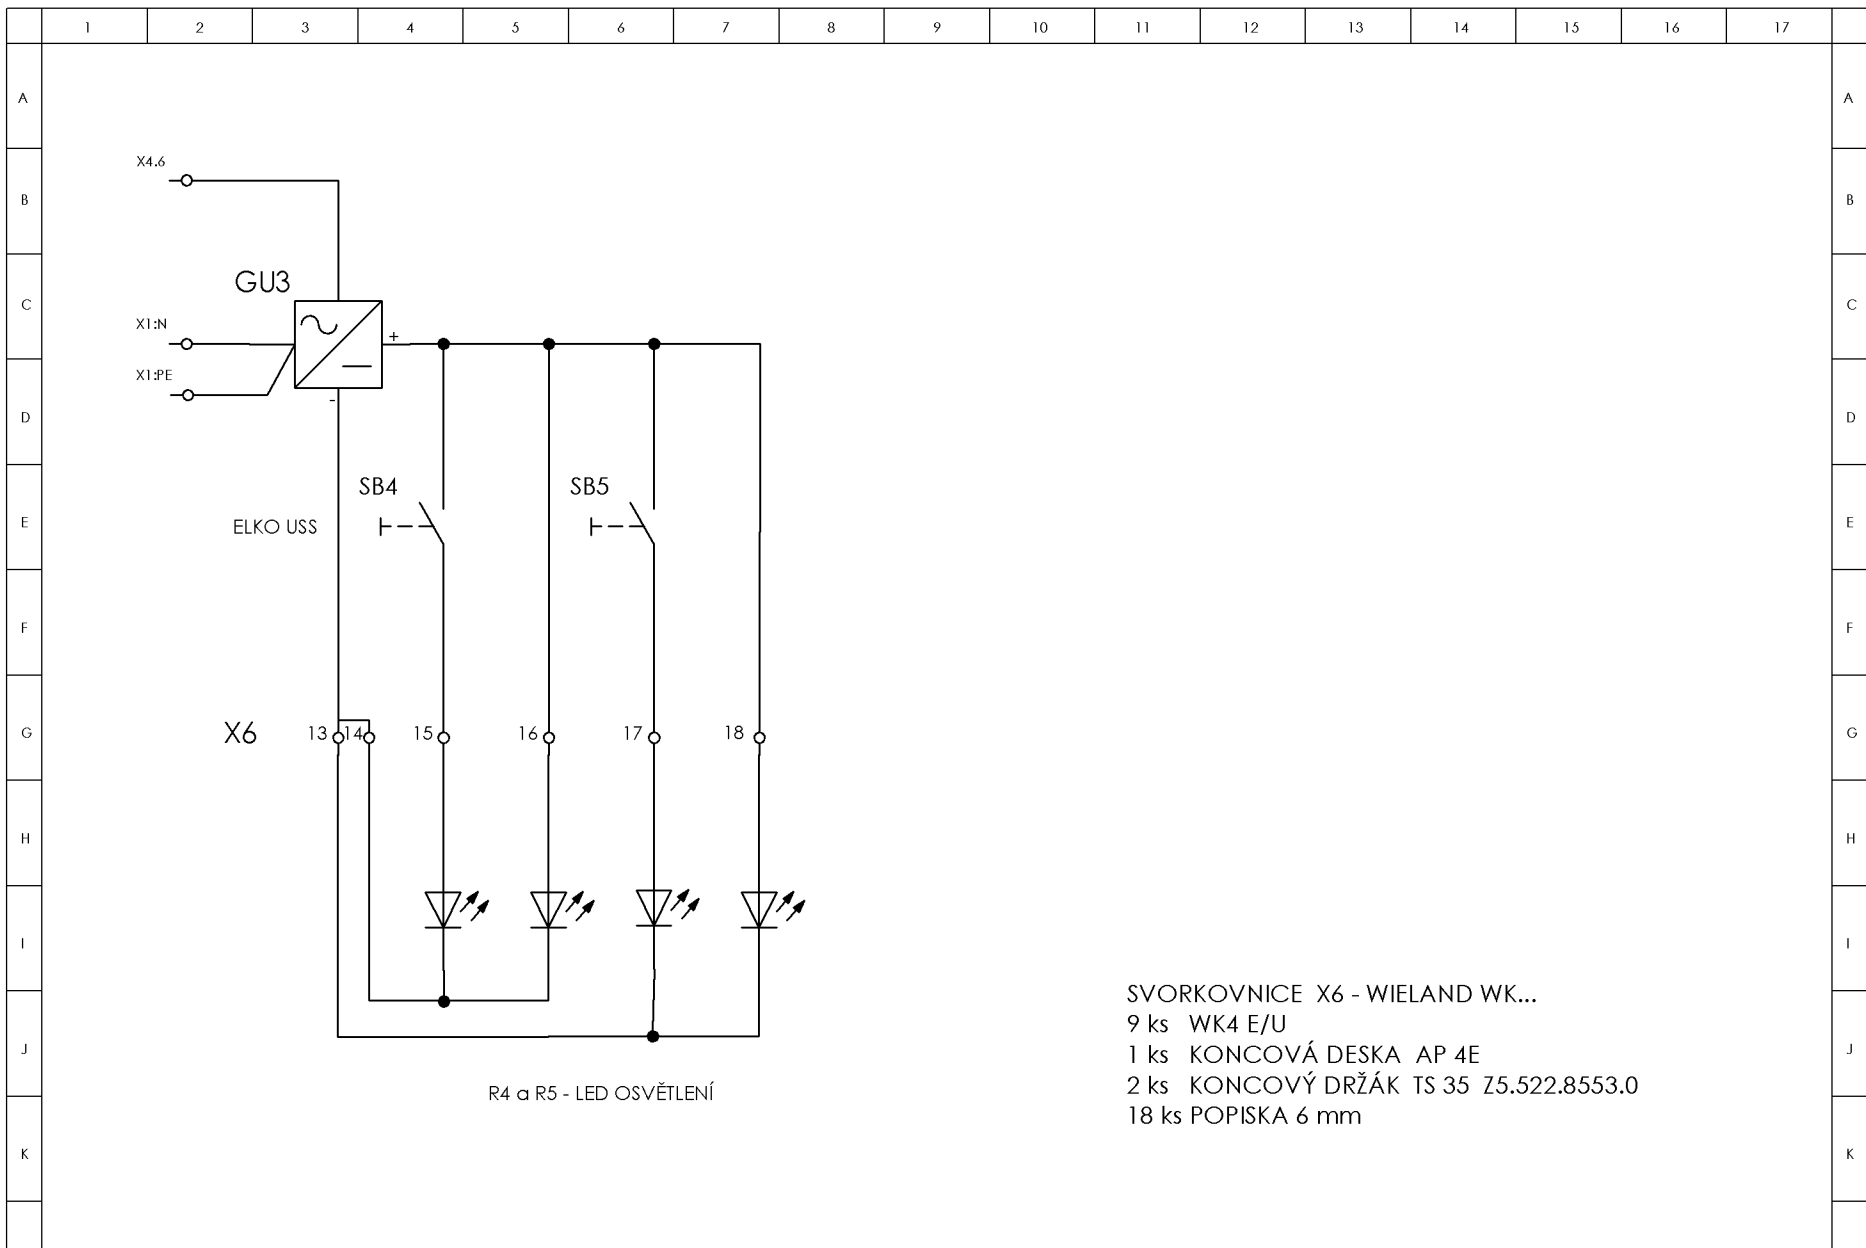 1 2 3 4 5 6 7 8 9 10 11 12 13 14 15 16 17
A A
X4.6
B B
GU3
C C
X1:N
+
X1:PE
-
D D
SB4 SB5
E ELKO USS E
F F
G X6 13 14 15 16 17 18 G
H H
I I
SVORKOVNICE X6 - WIELAND WK...
9 ks WK4 E/U
J J
1 ks KONCOVÁ DESKA AP 4E
2 ks KONCOVÝ DRŽÁK TS 35 Z5.522.8553.0
R4 a R5 - LED OSVĚTLENÍ
18 ks POPISKA 6 mm
K K